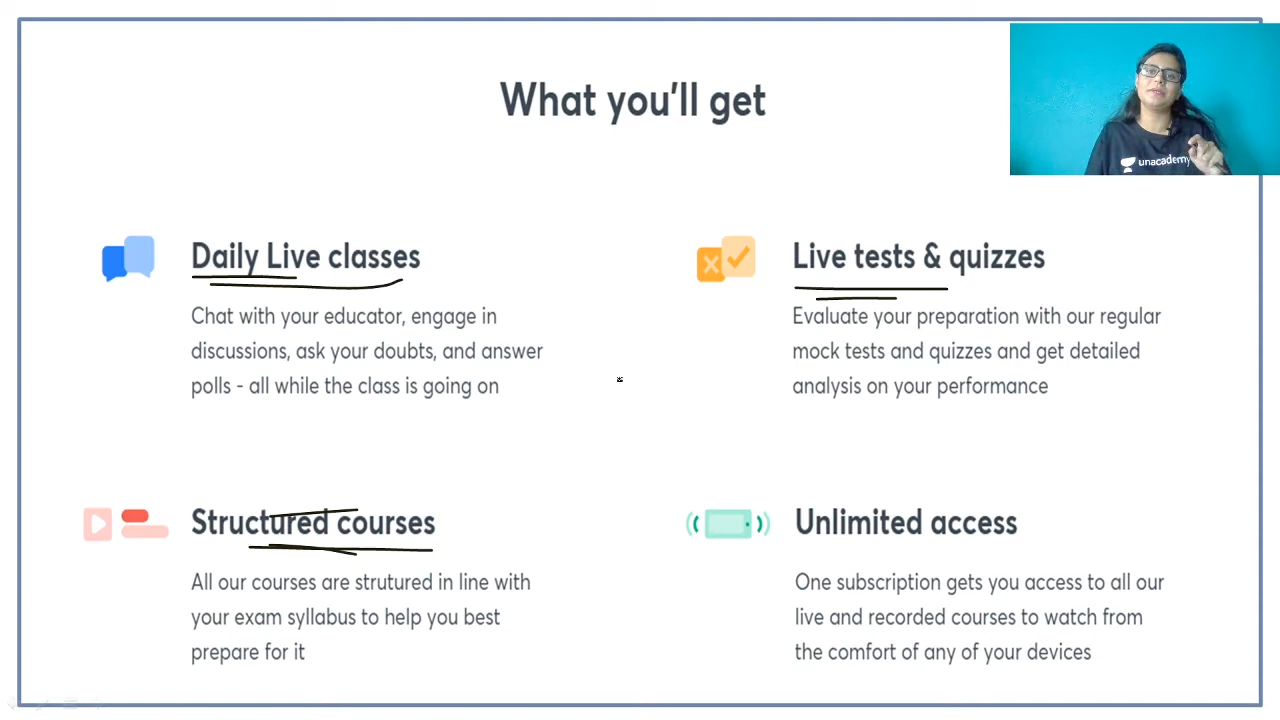 What you'll get
unacademy
Daily Live classes
Chat with your educator, engage in
discussions, ask your doubts, and answer
polls - all while the class is going on
Live tests & quizzes
Evaluate your preparation with our regular
mock tests and quizzes and get detailed
analysis on your performance
Structured courses
All our courses are strutured in line with
your exam syllabus to help you best
prepare for it
Unlimited access
One subscription gets you access to all our
live and recorded courses to watch from
the comfort of any of your devices